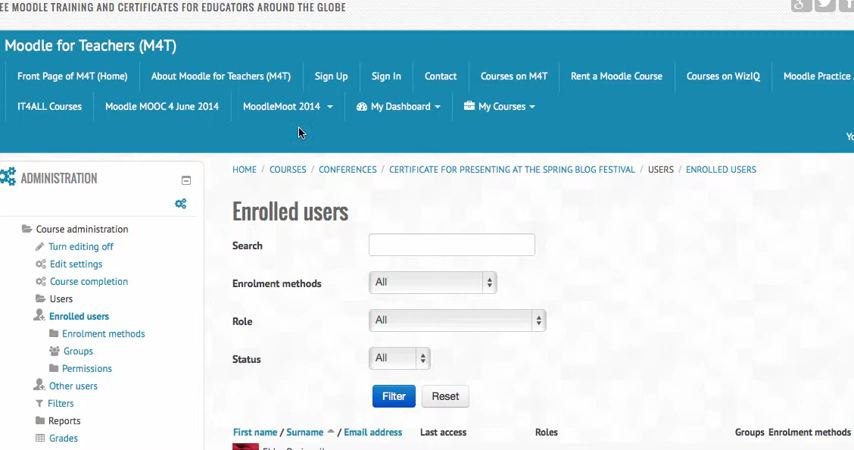 FREE MOODLE TRAINING AND CERTIFICATES FOR EDUCATORS AROUND THE GLOBE
Moodle for Teachers (M4T)
Front Page of M4T (Home) About Moodle for Teachers (M4T) Sign Up Sign In Contact Courses on M4T Rent a Moodle Course Courses on WizIQ Moodle Practice
IT4ALL Courses Moodle MOOC 4 June 2014 MoodleMoot 2014 My Dashboard My Courses
ADMINISTRATION
HOME / COURSES / CONFERENCES / CERTIFICATE FOR PRESENTING AT THE SPRING BLOG FESTIVAL / USERS / ENROLLED USERS
Course administration
Turn editing off
Edit settings
Course completion
Users
Enrolled users
Enrolment methods
Groups
Permissions
Other users
Filters
Reports
Grades
Enrolled users
Search
Enrolment methods All
Role All
Status All
Filter Reset
First name / Surname / Email address Last access Roles Groups Enrolment methods